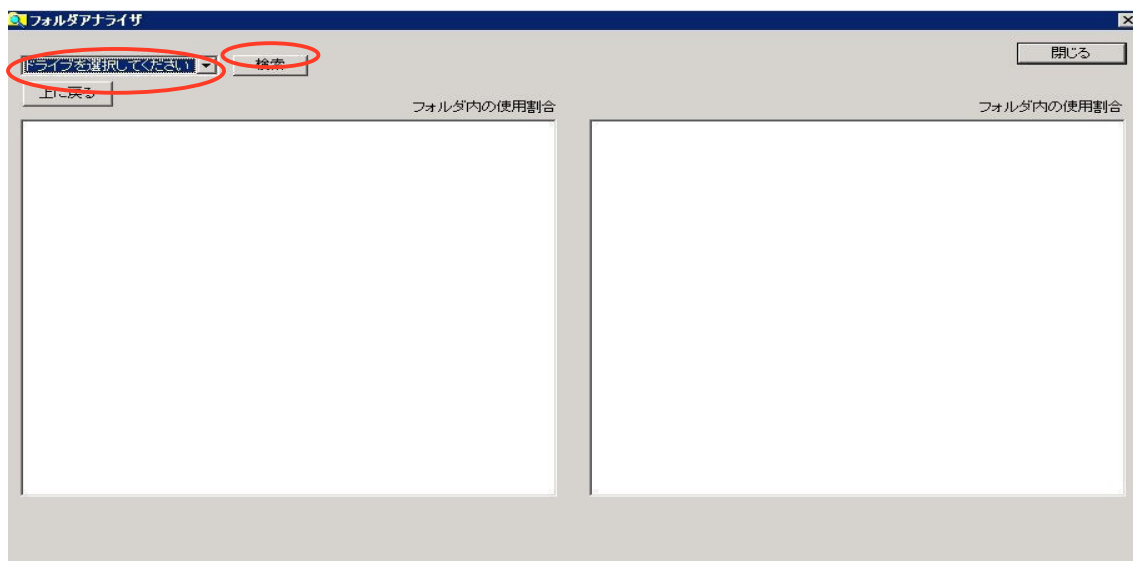 フォルダアナライザ
ドライブを選択してください
検索
閉じる
上に戻る
フォルダ内の使用割合
フォルダ内の使用割合